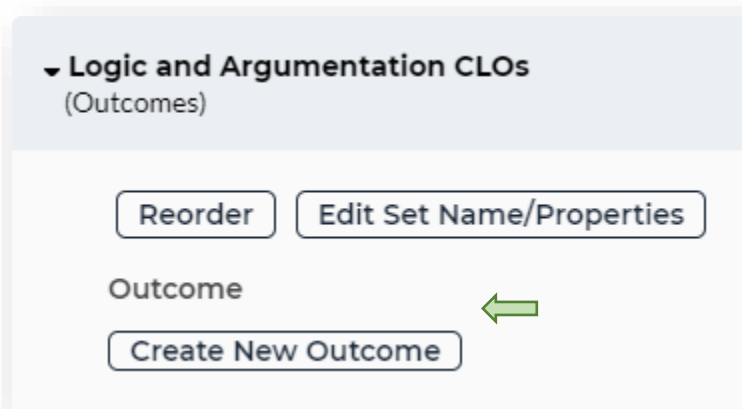 Logic and Argumentation CLOs
(Outcomes)
Reorder Edit Set Name/Properties
Outcome
Create New Outcome